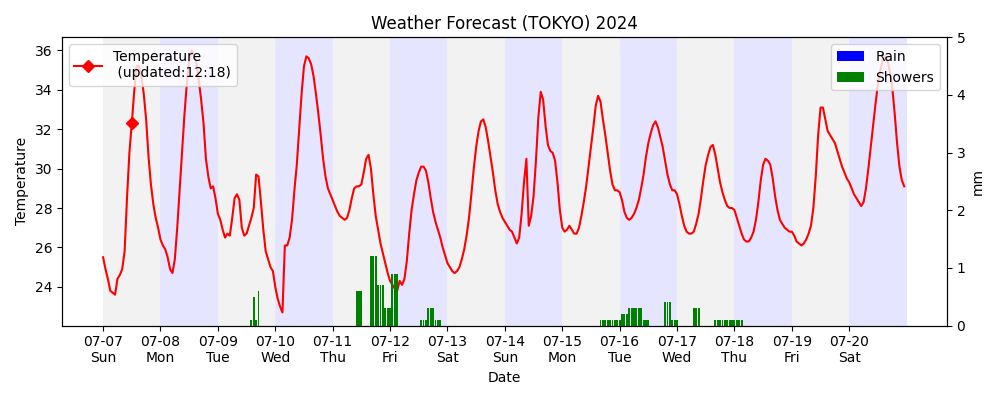 Weather Forecast (TOKYO) 2024
Temperature
(updated:12:18)
Rain
Showers
Temperature
36
34
32
30
28
26
24
5
4
3
2
1
0
mm
07-07 07-08 07-09 07-10 07-11 07-12 07-13 07-14 07-15 07-16 07-17 07-18 07-19 07-20
Sun Mon Tue Wed Thu Fri Sat Sun Mon Tue Wed Thu Fri Sat
Date